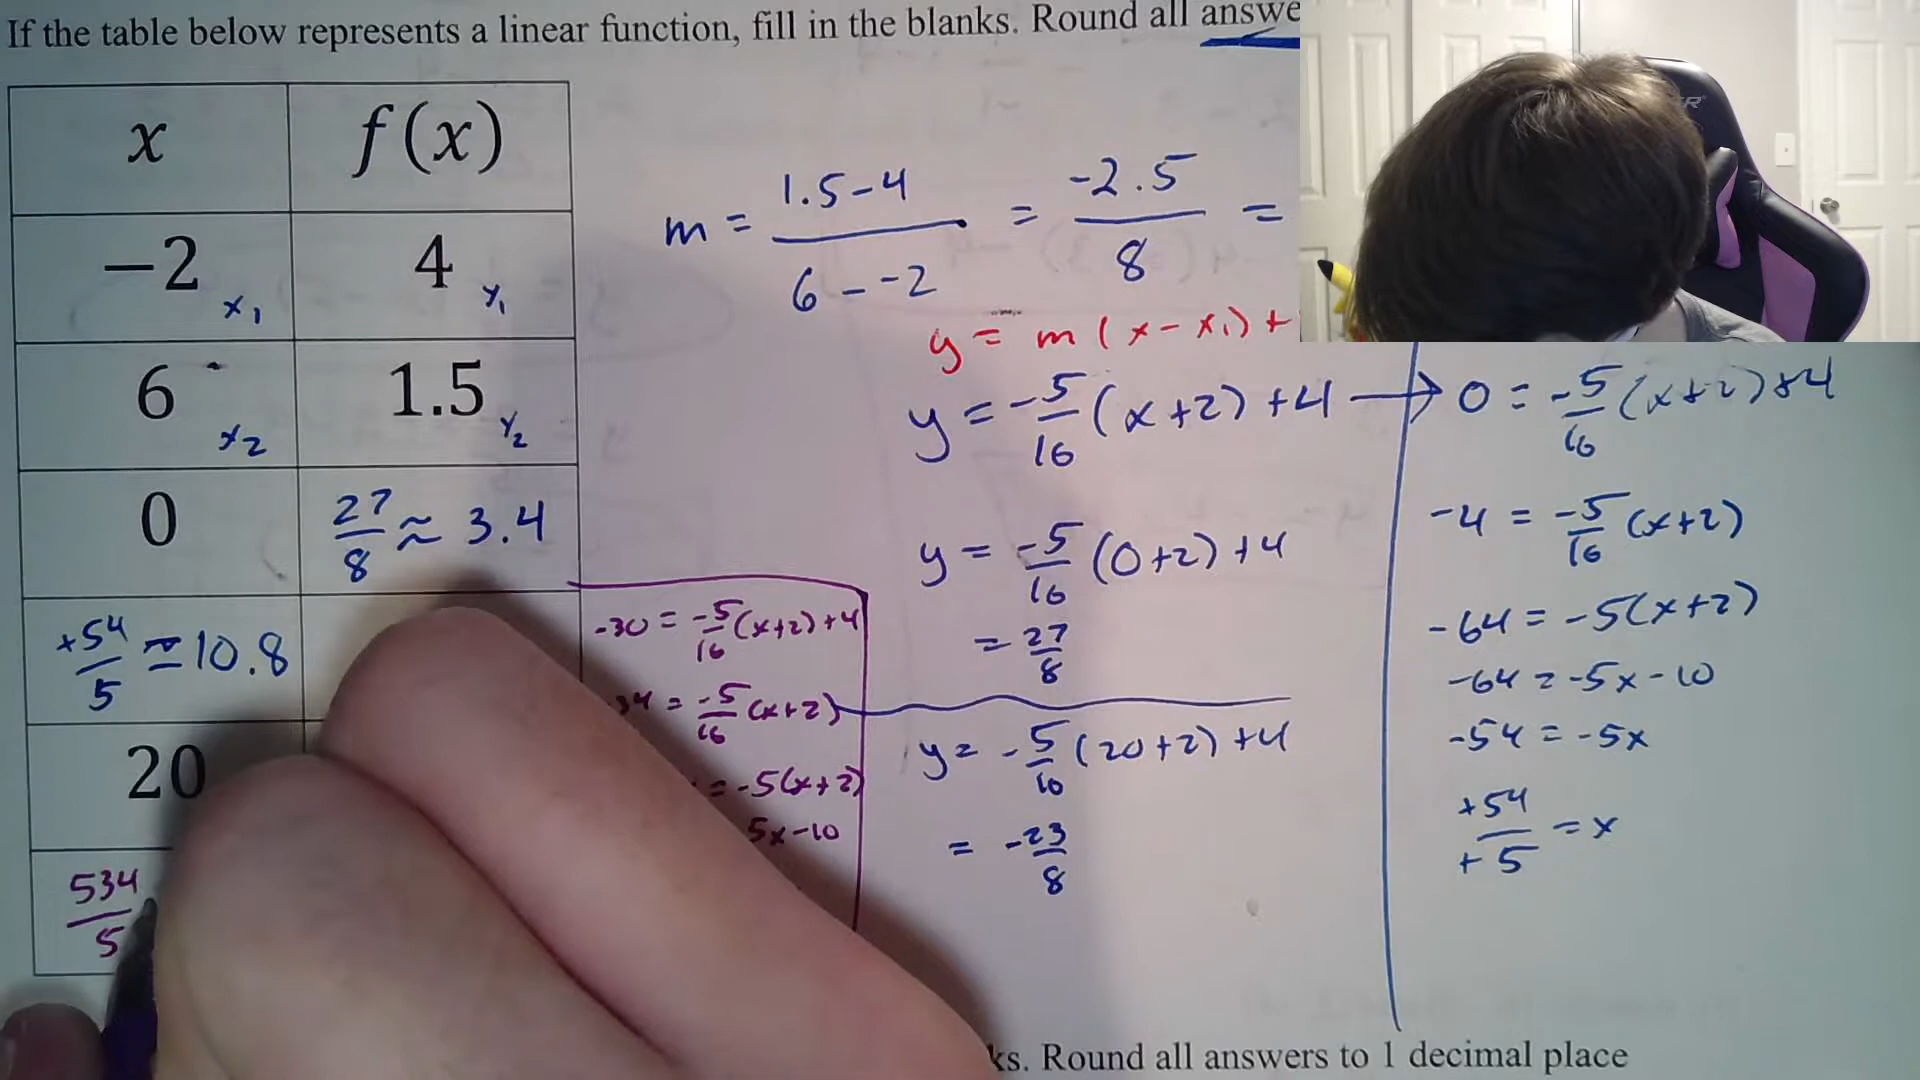 If the table below represents a linear function, fill in the blanks. Round all answe
x f(x)
−2 x₁ 4 y₁
6 x₂ 1.5 y₂
0 27/8 ≈ 3.4
+54/5 ≈ 10.8
20
534/5
m = (1.5-4)/(6--2) = -2.5/8 =
y = m(x-x₁)+
y = -5/16(x+2)+4 → 0 = -5/16(x+2)+4
y = -5/16(0+2)+4
= 27/8
y = -5/16(20+2)+4
= -23/8
-4 = -5/16(x+2)
-64 = -5(x+2)
-64 = -5x-10
-54 = -5x
+54/+5 = x
-30 = -5/16(x+2)+4
34 = -5/16(x+2)
= -5(x+2)
5x-10
ks. Round all answers to 1 decimal place